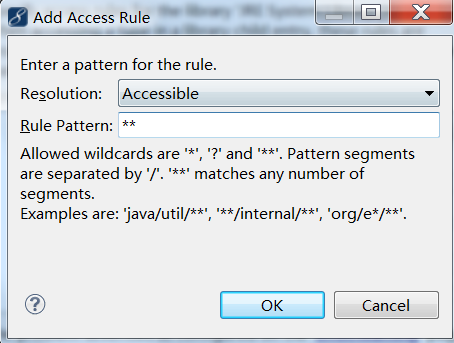 Add Access Rule
Enter a pattern for the rule.
Resolution: Accessible
Rule Pattern: **
Allowed wildcards are '*', '?' and '**'. Pattern segments
are separated by '/'. '**' matches any number of
segments.
Examples are: 'java/util/**', '**/internal/**', 'org/e*/**'.
?
OK Cancel